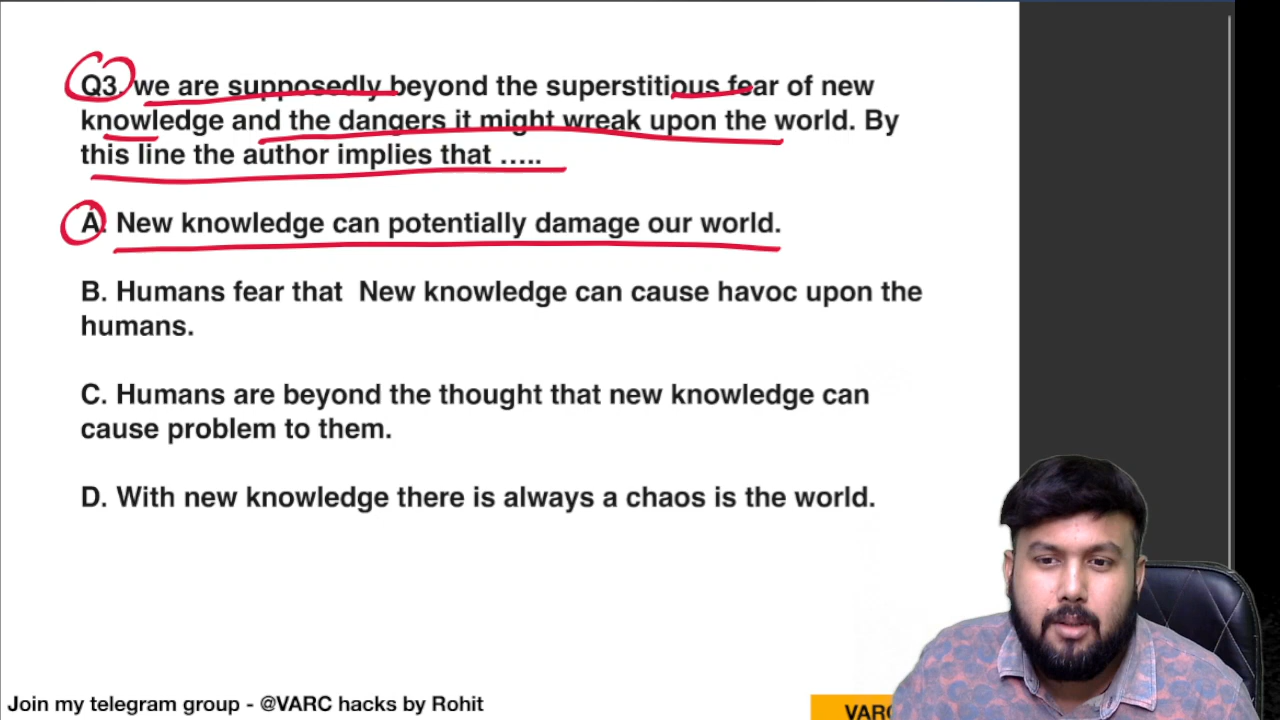 Q3. we are supposedly beyond the superstitious fear of new
knowledge and the dangers it might wreak upon the world. By
this line the author implies that .....
A. New knowledge can potentially damage our world.
B. Humans fear that New knowledge can cause havoc upon the
humans.
C. Humans are beyond the thought that new knowledge can
cause problem to them.
D. With new knowledge there is always a chaos is the world.
Join my telegram group - @VARC hacks by Rohit
VARC